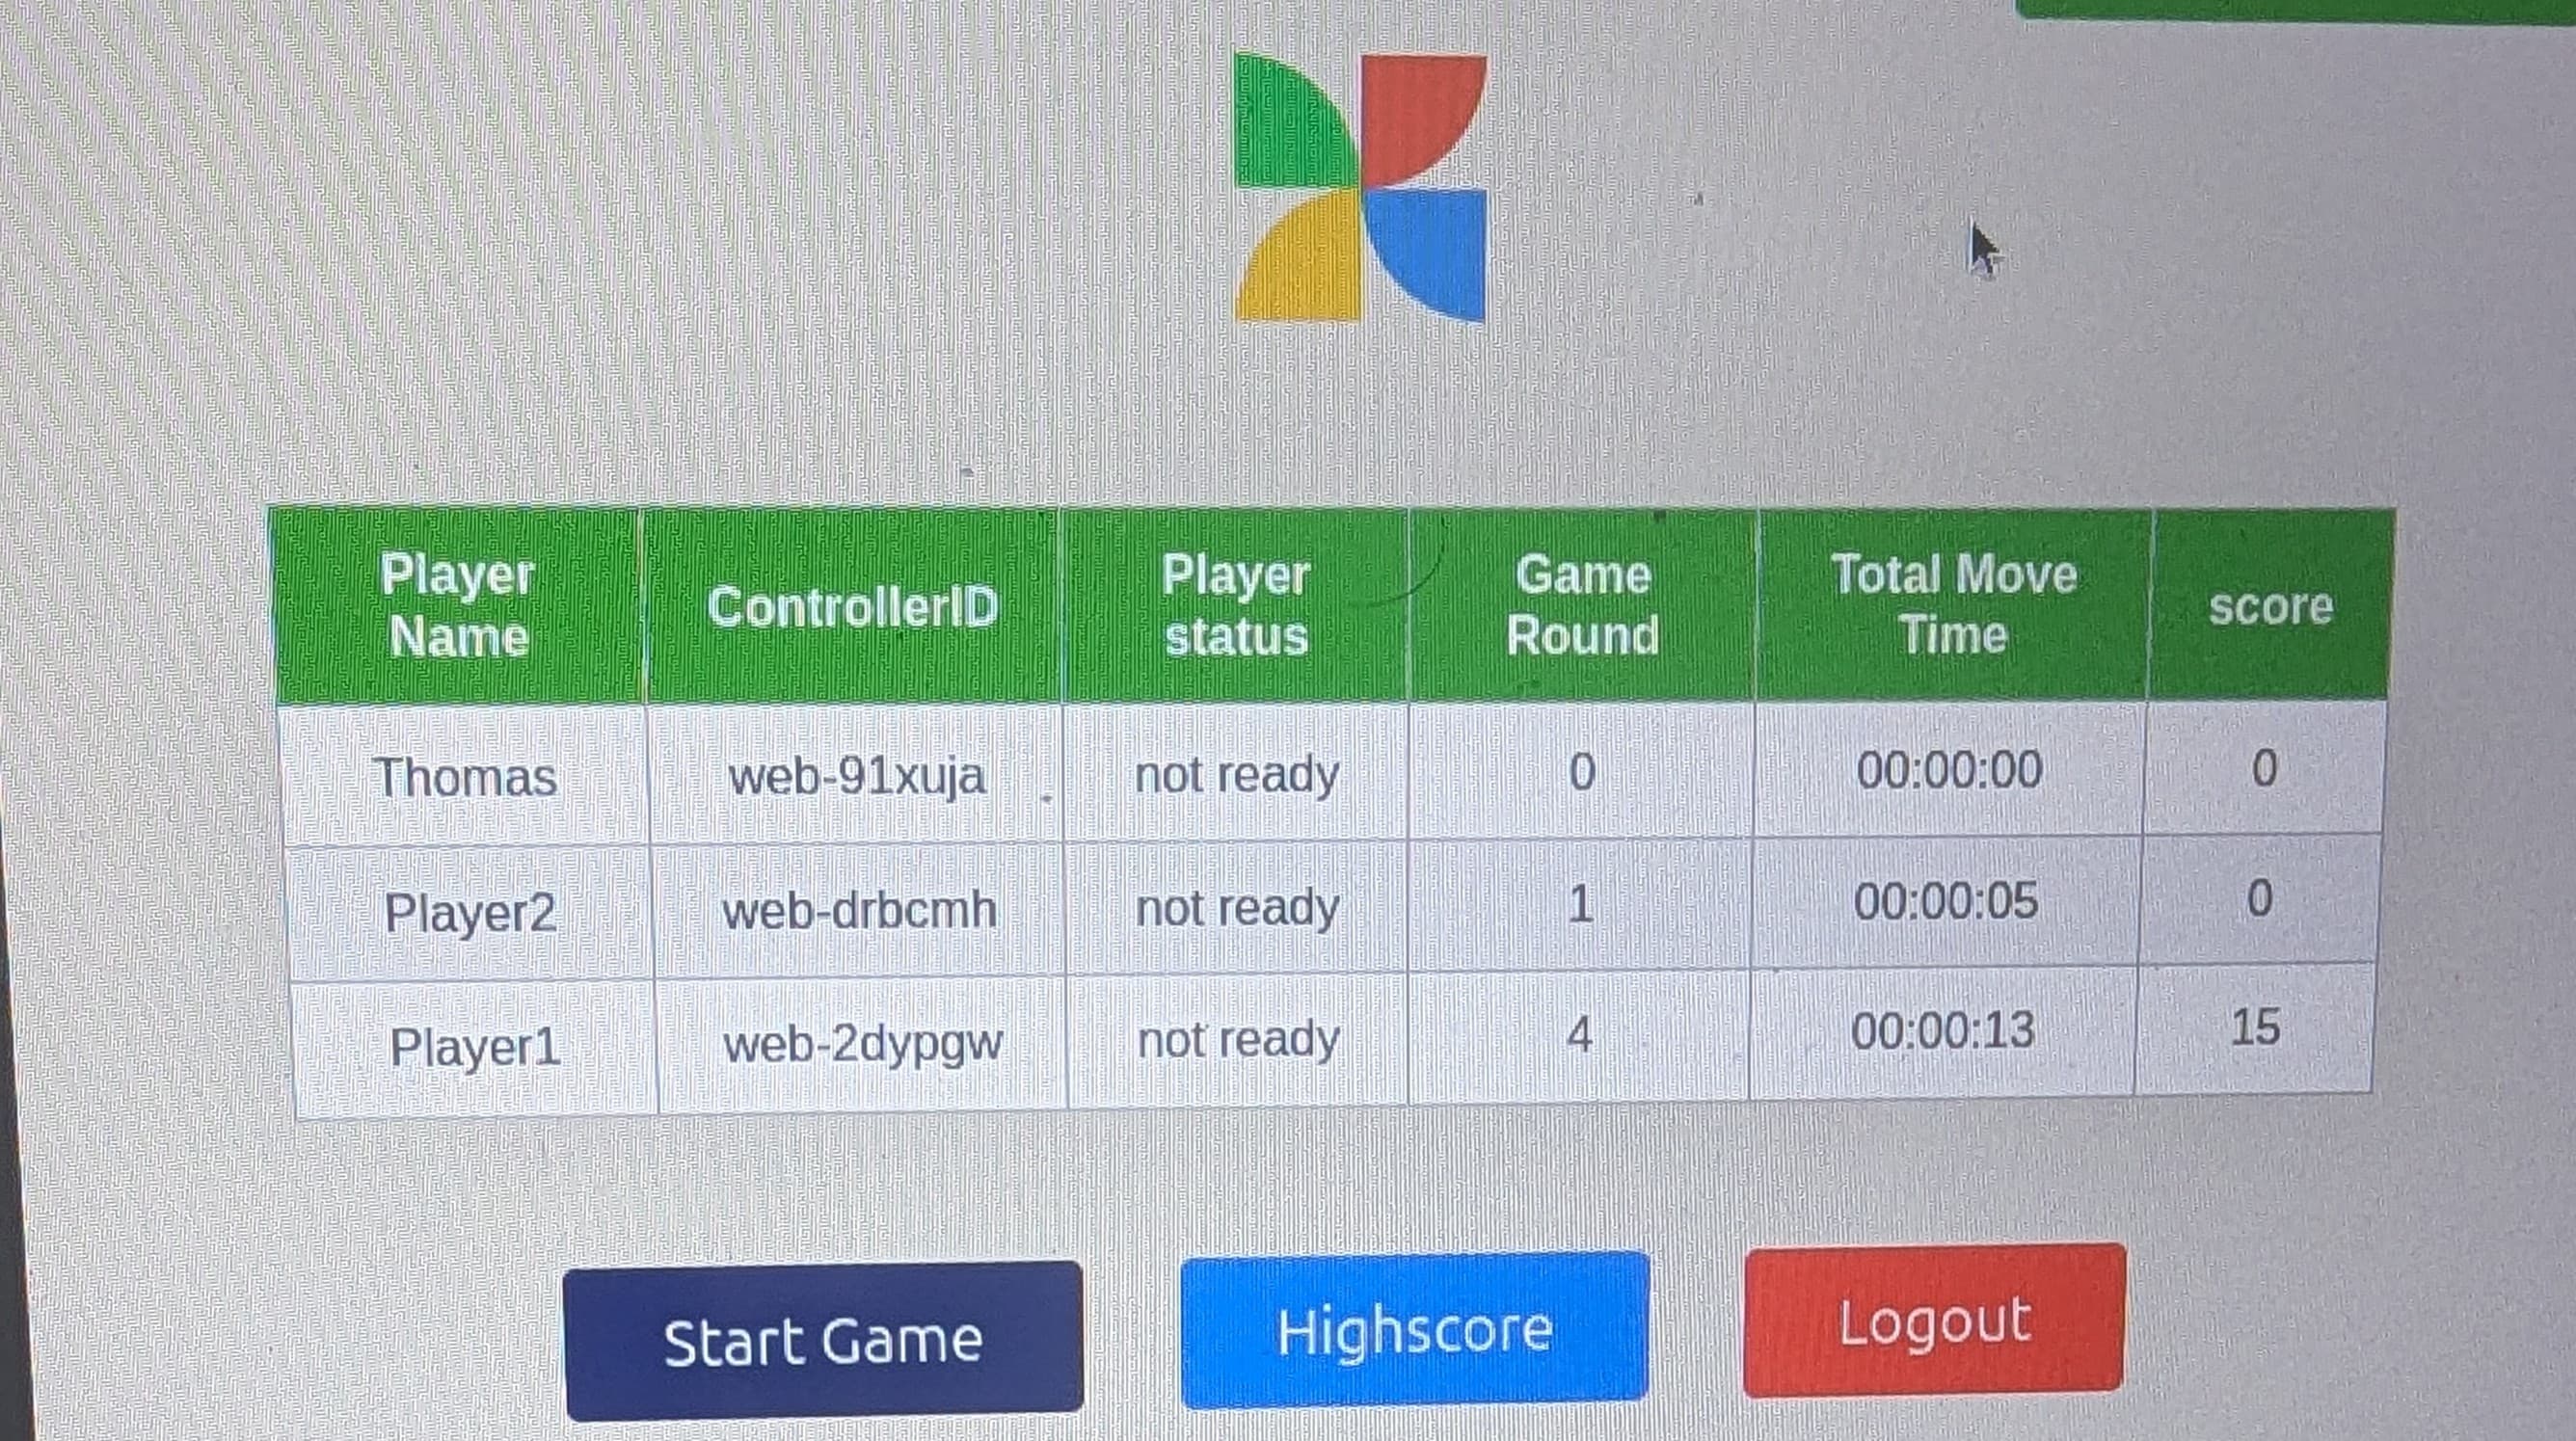 Player Name ControllerID Player status Game Round Total Move Time score
Thomas web-91xuja not ready 0 00:00:00 0
Player2 web-drbcmh not ready 1 00:00:05 0
Player1 web-2dypgw not ready 4 00:00:13 15
Start Game Highscore Logout